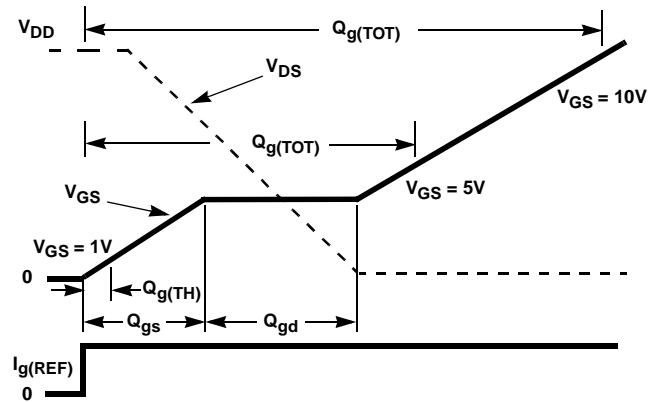 V_DD
Q_g(TOT)
V_DS
V_GS = 10V
Q_g(TOT)
V_GS
V_GS = 5V
V_GS = 1V
0
Q_g(TH)
Q_gs
Q_gd
I_g(REF)
0